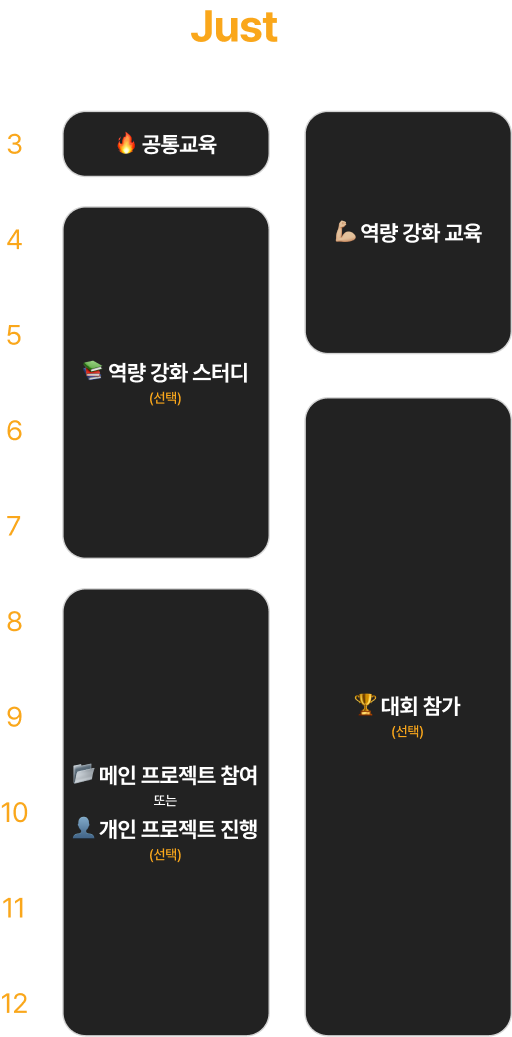 Just
3
🔥 공통교육
💪🏼 역량 강화 교육
4
5
📚 역량 강화 스터디
(선택)
6
7
8
9
🏆 대회 참가
(선택)
📂 메인 프로젝트 참여
또는
10
👤 개인 프로젝트 진행
(선택)
11
12